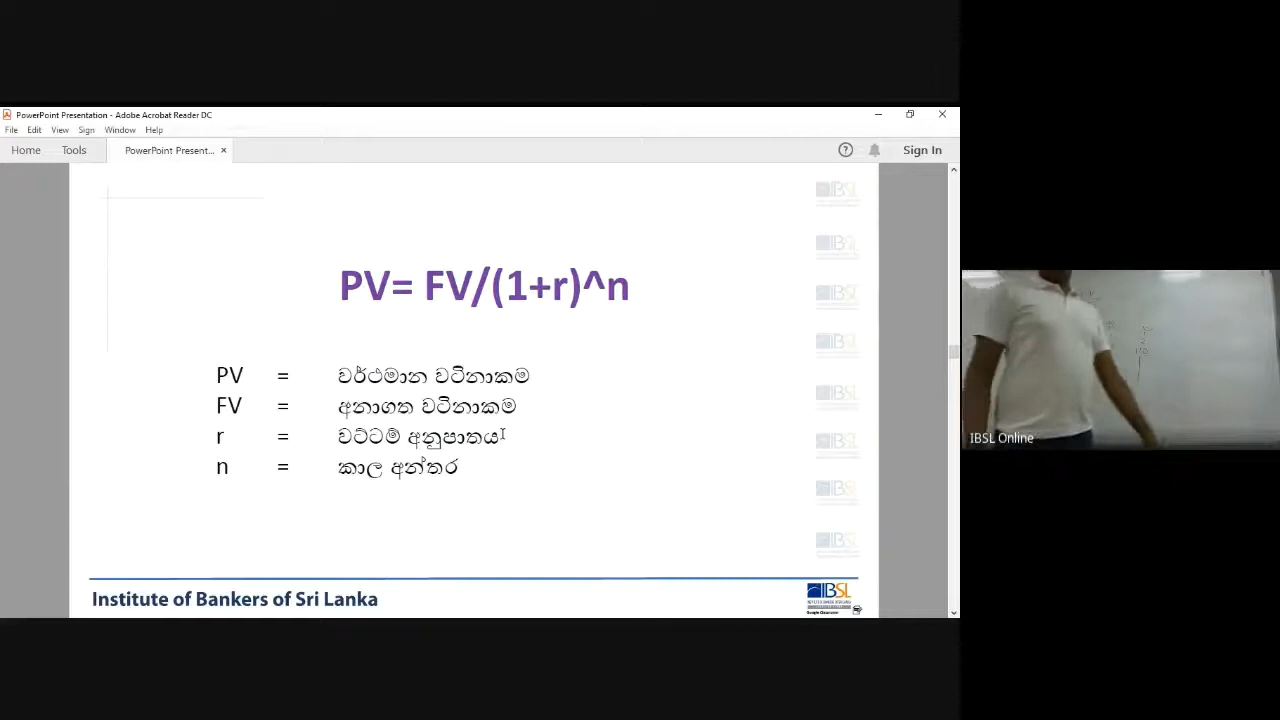 PowerPoint Presentation - Adobe Acrobat Reader DC
File Edit View Sign Window Help
Home Tools PowerPoint Present... × Sign In
PV= FV/(1+r)^n
PV = වර්ථමාන වටිනාකම
FV = අනාගත වටිනාකම
r = වට්ටම් අනුපාතය
n = කාල අන්තර
Institute of Bankers of Sri Lanka
IBSL
IBSL Online